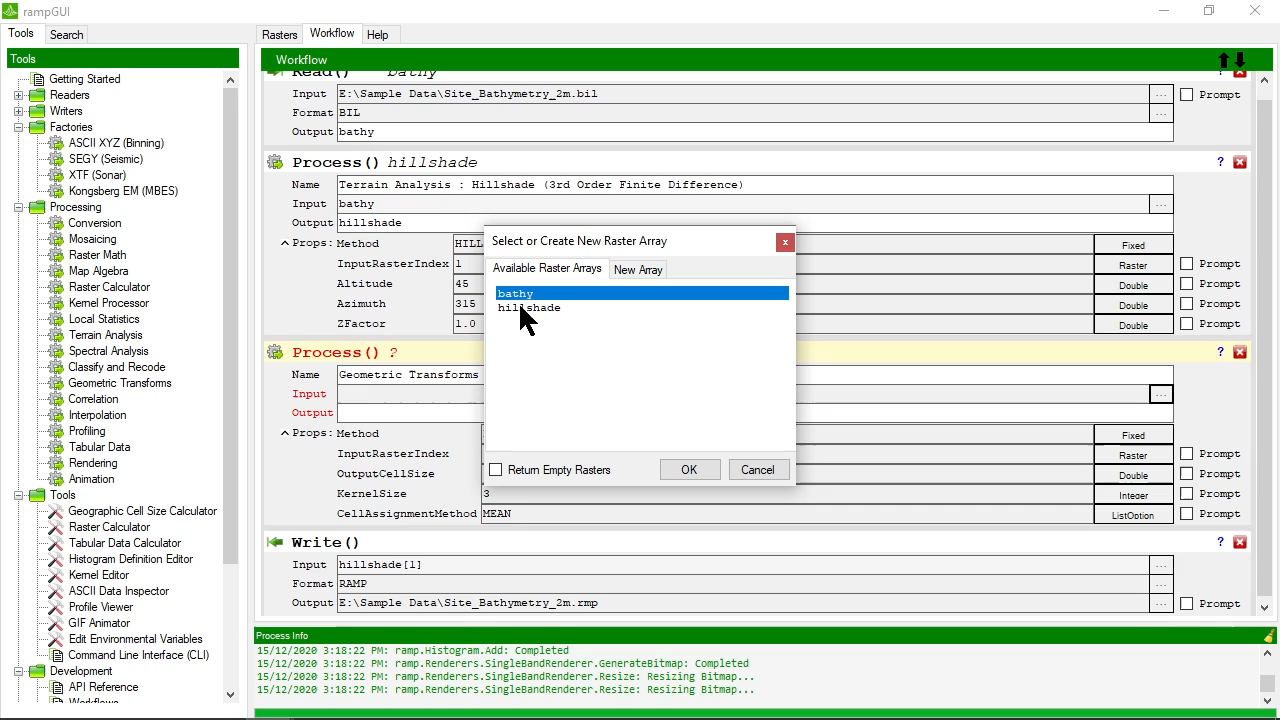 rampGUI
Tools
Search
Rasters
Workflow
Help
Tools
Getting Started
Readers
Writers
Factories
ASCII XYZ (Binning)
SEGY (Seismic)
XTF (Sonar)
Kongsberg EM (MBES)
Processing
Conversion
Mosaicing
Raster Math
Map Algebra
Raster Calculator
Kernel Processor
Local Statistics
Terrain Analysis
Spectral Analysis
Classify and Recode
Geometric Transforms
Correlation
Interpolation
Profiling
Tabular Data
Rendering
Animation
Tools
Geographic Cell Size Calculator
Raster Calculator
Tabular Data Calculator
Histogram Definition Editor
Kernel Editor
ASCII Data Inspector
Profile Viewer
GIF Animator
Edit Environmental Variables
Command Line Interface (CLI)
Development
API Reference
Workflows
Workflow
Read() bathy ?
Input E:\Sample Data\Site_Bathymetry_2m.bil ... Prompt
Format BIL ...
Output bathy
Process() hillshade ?
Name Terrain Analysis : Hillshade (3rd Order Finite Difference)
Input bathy ...
Output hillshade
Props: Method HILL Fixed
InputRasterIndex 1 Raster Prompt
Altitude 45 Double Prompt
Azimuth 315 Double Prompt
ZFactor 1.0 Double Prompt
Process() ? ?
Name Geometric Transforms
Input ...
Output
Props: Method Fixed
InputRasterIndex Raster Prompt
OutputCellSize Double Prompt
KernelSize 3 Integer Prompt
CellAssignmentMethod MEAN ListOption Prompt
Write() ?
Input hillshade[1] ...
Format RAMP ...
Output E:\Sample Data\Site_Bathymetry_2m.rmp ... Prompt
Select or Create New Raster Array
x
Available Raster Arrays
New Array
bathy
hillshade
Return Empty Rasters
OK
Cancel
Process Info
15/12/2020 3:18:22 PM: ramp.Histogram.Add: Completed
15/12/2020 3:18:22 PM: ramp.Renderers.SingleBandRenderer.GenerateBitmap: Completed
15/12/2020 3:18:22 PM: ramp.Renderers.SingleBandRenderer.Resize: Resizing Bitmap...
15/12/2020 3:18:22 PM: ramp.Renderers.SingleBandRenderer.Resize: Resizing Bitmap...